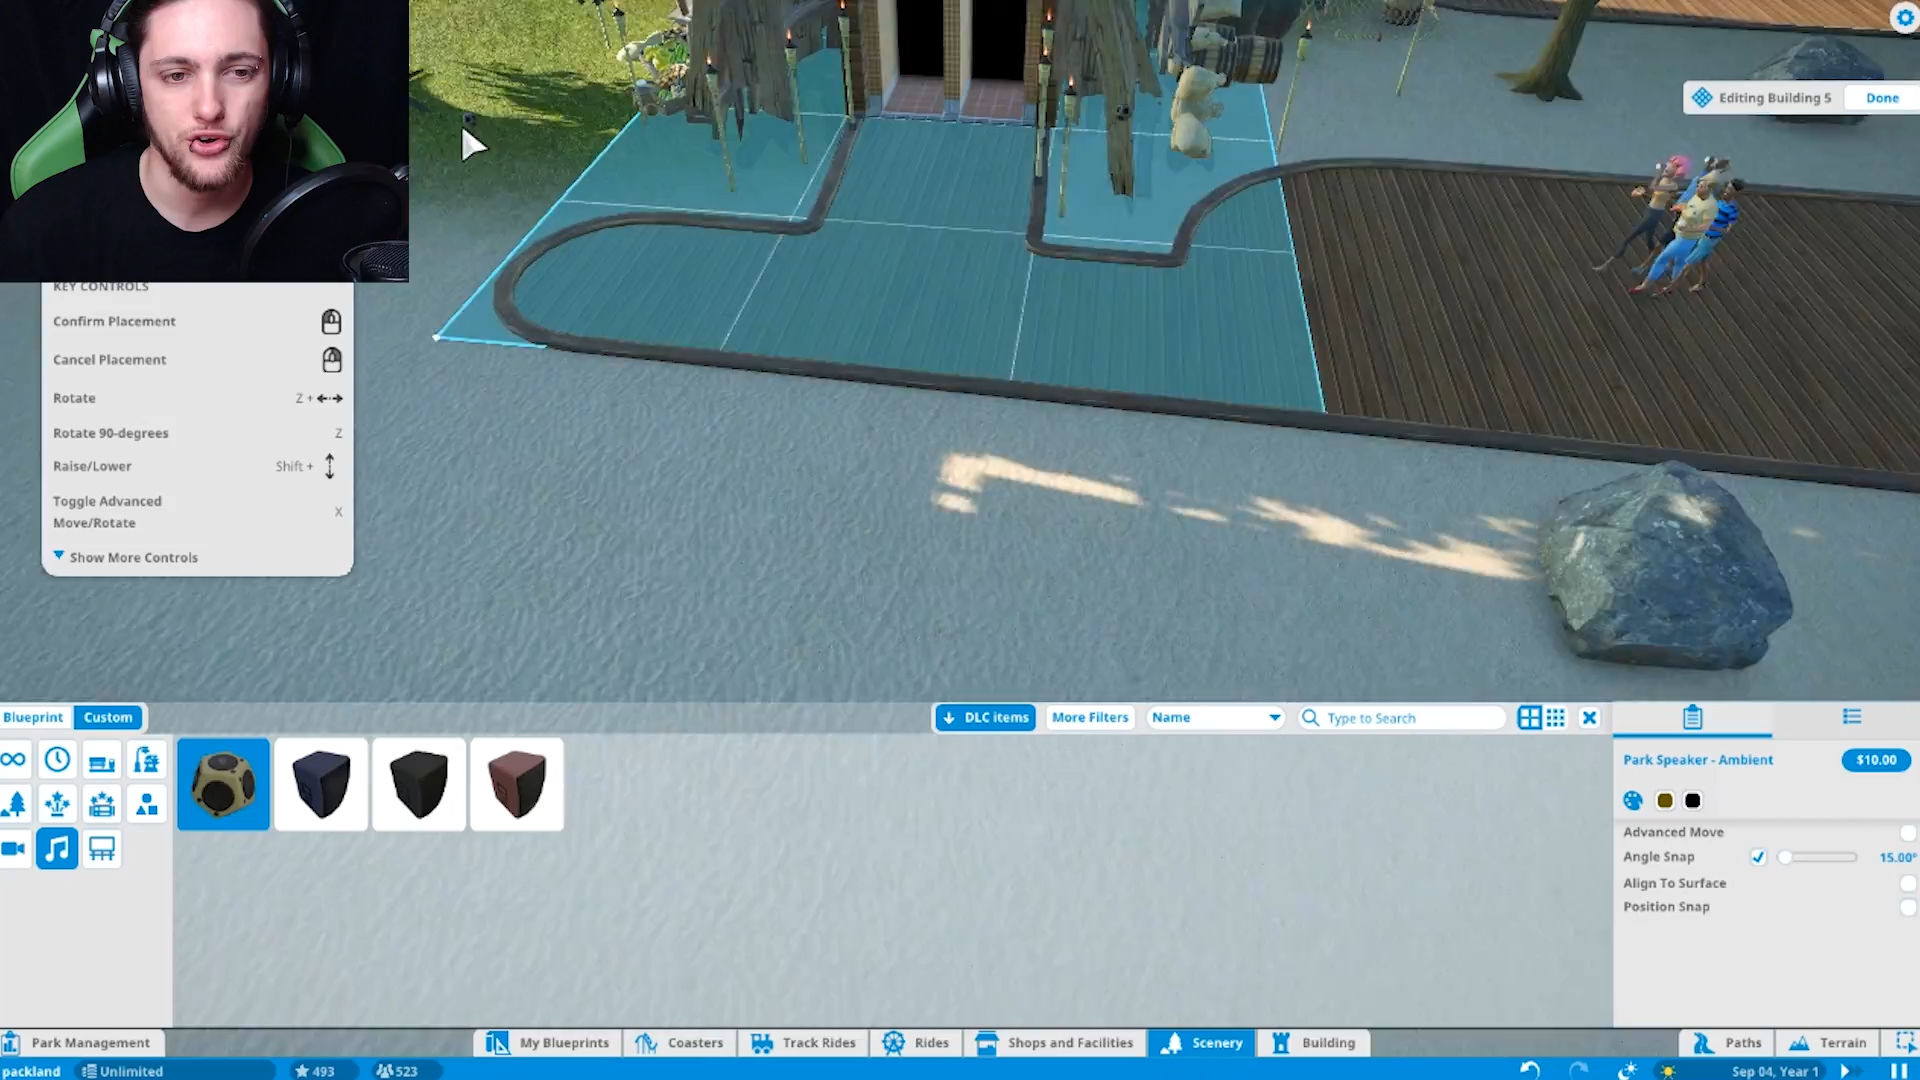 Editing Building 5 Done
KEY CONTROLS
Confirm Placement
Cancel Placement
Rotate Z +
Rotate 90-degrees Z
Raise/Lower Shift +
Toggle Advanced
Move/Rotate X
Show More Controls
Blueprint Custom DLC items More Filters Name Type to Search
Park Speaker - Ambient $10.00
Advanced Move
Angle Snap 15.00°
Align To Surface
Position Snap
Park Management My Blueprints Coasters Track Rides Rides Shops and Facilities Scenery Building Paths Terrain
packland Unlimited 493 523 Sep 04, Year 1